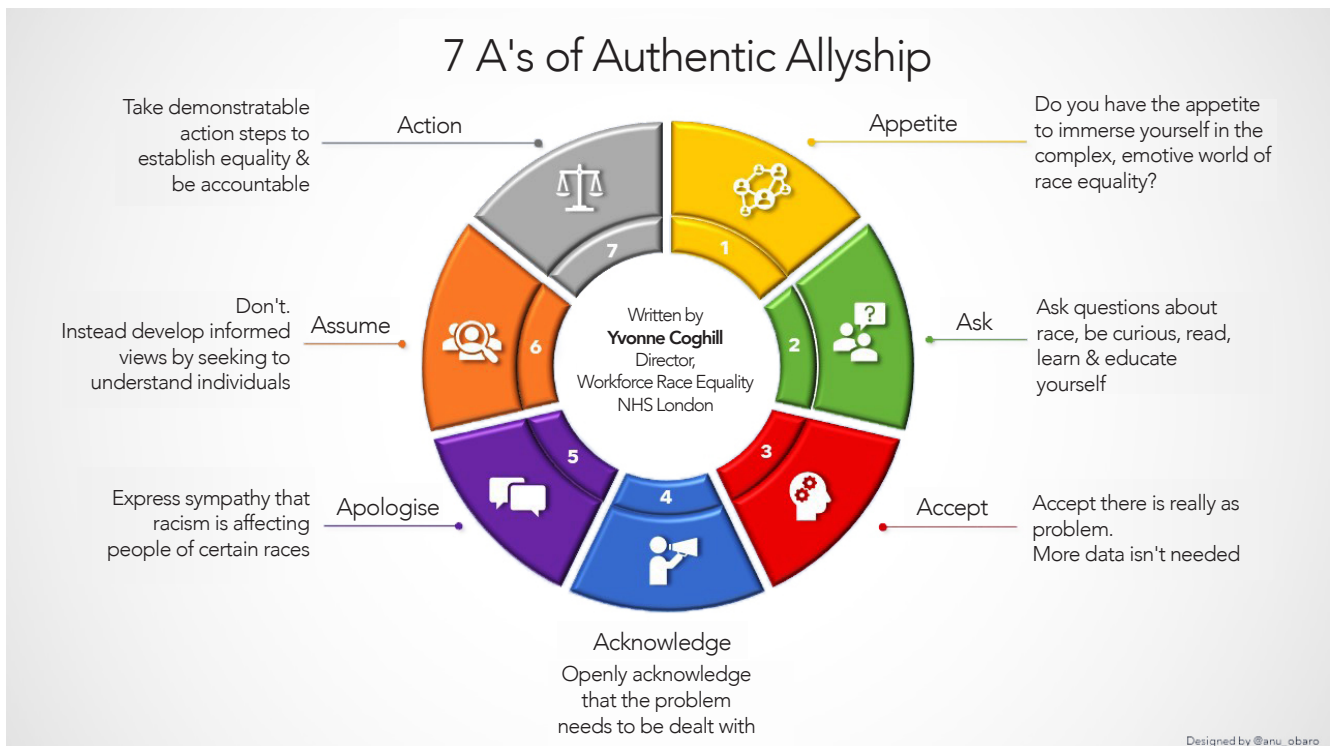 7 A's of Authentic Allyship
Appetite
Do you have the appetite
to immerse yourself in the
complex, emotive world of
race equality?
1
Ask
Ask questions about
race, be curious, read,
learn & educate
yourself
2
?
Accept
Accept there is really as
problem.
More data isn't needed
3
Acknowledge
Openly acknowledge
that the problem
needs to be dealt with
4
Apologise
Express sympathy that
racism is affecting
people of certain races
5
Assume
Don't.
Instead develop informed
views by seeking to
understand individuals
6
Action
Take demonstratable
action steps to
establish equality &
be accountable
7
Written by
Yvonne Coghill
Director,
Workforce Race Equality
NHS London
Designed by @anu_obaro